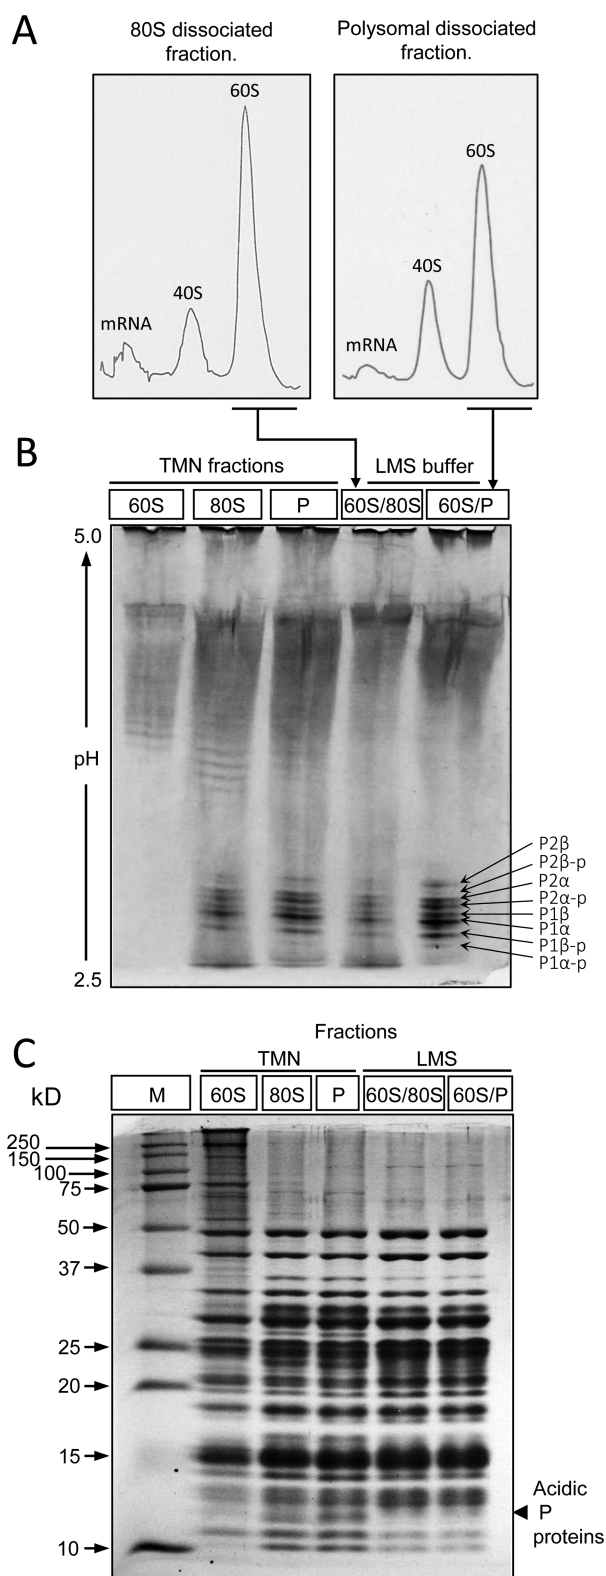 A
80S dissociated
fraction.
Polysomal dissociated
fraction.
60S
40S
mRNA
60S
40S
mRNA
B
TMN fractions
LMS buffer
60S
80S
P
60S/80S
60S/P
5.0
pH
2.5
P2β
P2β-p
P2α
P2α-p
P1β
P1α
P1β-p
P1α-p
C
Fractions
TMN
LMS
kD
M
60S
80S
P
60S/80S
60S/P
250
150
100
75
50
37
25
20
15
10
Acidic
P
proteins